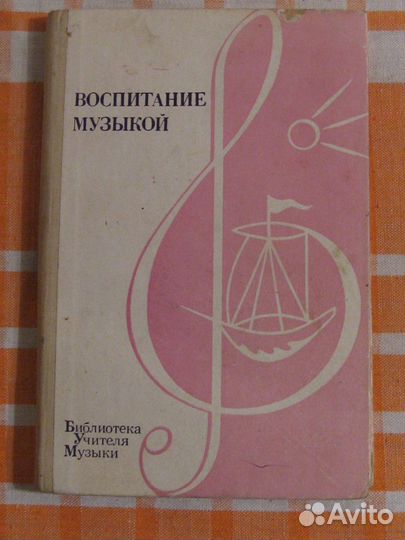 ВОСПИТАНИЕ
МУЗЫКОЙ
Библиотека
Учителя
Музыки
Avito